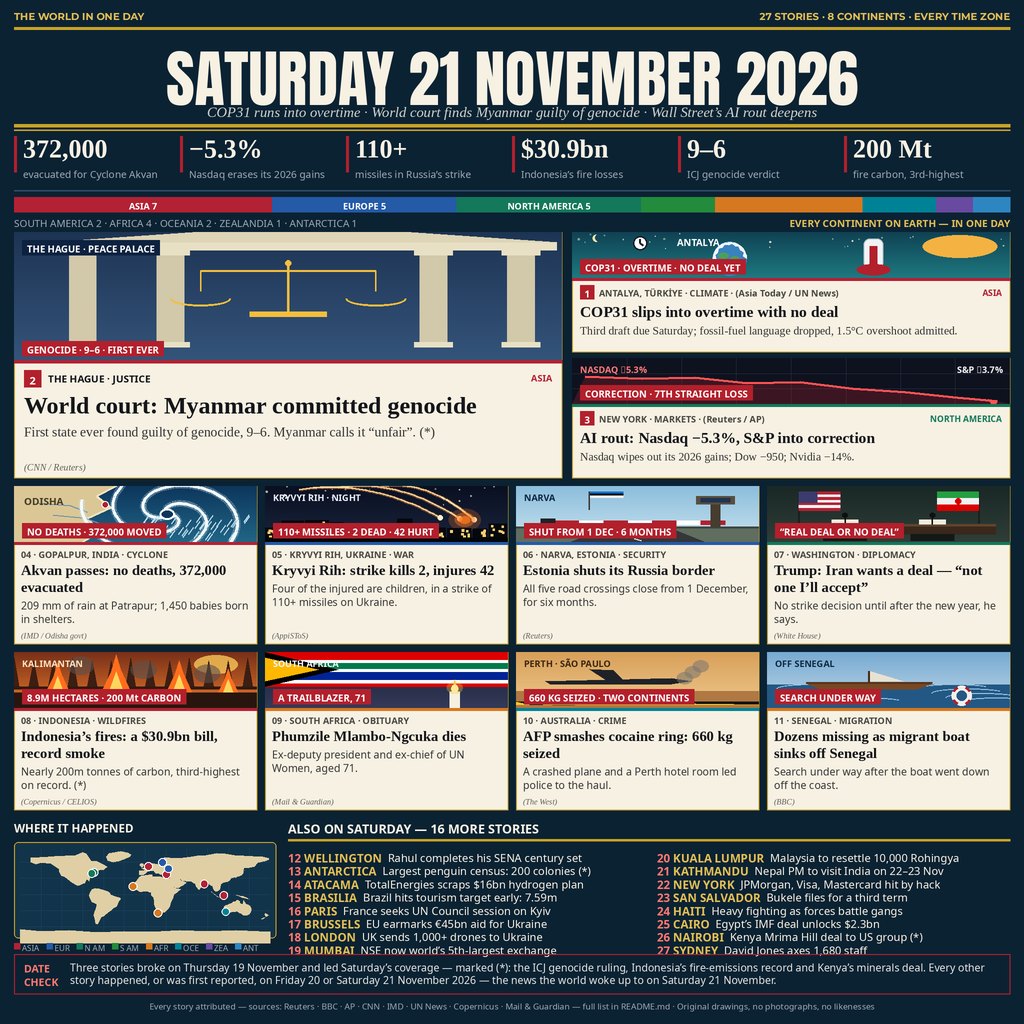 THE WORLD IN ONE DAY
27 STORIES · 8 CONTINENTS · EVERY TIME ZONE
SATURDAY 21 NOVEMBER 2026
COP31 runs into overtime · World court finds Myanmar guilty of genocide · Wall Street's AI rout deepens
372,000
evacuated for Cyclone Akvan
−5.3%
Nasdaq erases its 2026 gains
110+
missiles in Russia's strike
$30.9bn
Indonesia's fire losses
9–6
ICJ genocide verdict
200 Mt
fire carbon, 3rd-highest
ASIA 7
EUROPE 5
NORTH AMERICA 5
SOUTH AMERICA 2 · AFRICA 4 · OCEANIA 2 · ZEALANDIA 1 · ANTARCTICA 1
EVERY CONTINENT ON EARTH — IN ONE DAY
THE HAGUE · PEACE PALACE
GENOCIDE · 9–6 · FIRST EVER
2 THE HAGUE · JUSTICE
ASIA
World court: Myanmar committed genocide
First state ever found guilty of genocide, 9–6. Myanmar calls it “unfair”. (*)
(CNN / Reuters)
ANTALYA
COP31 · OVERTIME · NO DEAL YET
1 ANTALYA, TÜRKİYE · CLIMATE · (Asia Today / UN News)
ASIA
COP31 slips into overtime with no deal
Third draft due Saturday; fossil-fuel language dropped, 1.5°C overshoot admitted.
NASDAQ 5.3%
S&P 3.7%
CORRECTION · 7TH STRAIGHT LOSS
3 NEW YORK · MARKETS · (Reuters / AP)
NORTH AMERICA
AI rout: Nasdaq −5.3%, S&P into correction
Nasdaq wipes out its 2026 gains; Dow −950; Nvidia −14%.
ODISHA
NO DEATHS · 372,000 MOVED
04 · GOPALPUR, INDIA · CYCLONE
Akvan passes: no deaths, 372,000
evacuated
209 mm of rain at Patrapur; 1,450 babies born
in shelters.
(IMD / Odisha govt)
KRYVYI RIH · NIGHT
110+ MISSILES · 2 DEAD · 42 HURT
05 · KRYVYI RIH, UKRAINE · WAR
Kryvyi Rih: strike kills 2, injures 42
Four of the injured are children, in a strike of
110+ missiles on Ukraine.
(AppiSToS)
NARVA
SHUT FROM 1 DEC · 6 MONTHS
06 · NARVA, ESTONIA · SECURITY
Estonia shuts its Russia border
All five road crossings close from 1 December,
for six months.
(Reuters)
“REAL DEAL OR NO DEAL”
07 · WASHINGTON · DIPLOMACY
Trump: Iran wants a deal — “not
one I'll accept”
No strike decision until after the new year, he
says.
(White House)
KALIMANTAN
8.9M HECTARES · 200 Mt CARBON
08 · INDONESIA · WILDFIRES
Indonesia's fires: a $30.9bn bill,
record smoke
Nearly 200m tonnes of carbon, third-highest
on record. (*)
(Copernicus / CELIOS)
SOUTH AFRICA
A TRAILBLAZER, 71
09 · SOUTH AFRICA · OBITUARY
Phumzile Mlambo-Ngcuka dies
Ex-deputy president and ex-chief of UN
Women, aged 71.
(Mail & Guardian)
PERTH · SÃO PAULO
660 KG SEIZED · TWO CONTINENTS
10 · AUSTRALIA · CRIME
AFP smashes cocaine ring: 660 kg
seized
A crashed plane and a Perth hotel room led
police to the haul.
(The West)
OFF SENEGAL
SEARCH UNDER WAY
11 · SENEGAL · MIGRATION
Dozens missing as migrant boat
sinks off Senegal
Search under way after the boat went down
off the coast.
(BBC)
WHERE IT HAPPENED
ASIA EUR N AM S AM AFR OCE ZEA ANT
ALSO ON SATURDAY — 16 MORE STORIES
12 WELLINGTON Rahul completes his SENA century set
13 ANTARCTICA Largest penguin census: 200 colonies (*)
14 ATACAMA TotalEnergies scraps $16bn hydrogen plan
15 BRASILIA Brazil hits tourism target early: 7.59m
16 PARIS France seeks UN Council session on Kyiv
17 BRUSSELS EU earmarks €45bn aid for Ukraine
18 LONDON UK sends 1,000+ drones to Ukraine
19 MUMBAI NSE now world's 5th-largest exchange
20 KUALA LUMPUR Malaysia to resettle 10,000 Rohingya
21 KATHMANDU Nepal PM to visit India on 22–23 Nov
22 NEW YORK JPMorgan, Visa, Mastercard hit by hack
23 SAN SALVADOR Bukele files for a third term
24 HAITI Heavy fighting as forces battle gangs
25 CAIRO Egypt's IMF deal unlocks $2.3bn
26 NAIROBI Kenya Mrima Hill deal to US group (*)
27 SYDNEY David Jones axes 1,680 staff
DATE
CHECK
Three stories broke on Thursday 19 November and led Saturday's coverage — marked (*): the ICJ genocide ruling, Indonesia's fire-emissions record and Kenya's minerals deal. Every other
story happened, or was first reported, on Friday 20 or Saturday 21 November 2026 — the news the world woke up to on Saturday 21 November.
Every story attributed — sources: Reuters · BBC · AP · CNN · IMD · UN News · Copernicus · Mail & Guardian — full list in README.md · Original drawings, no photographs, no likenesses